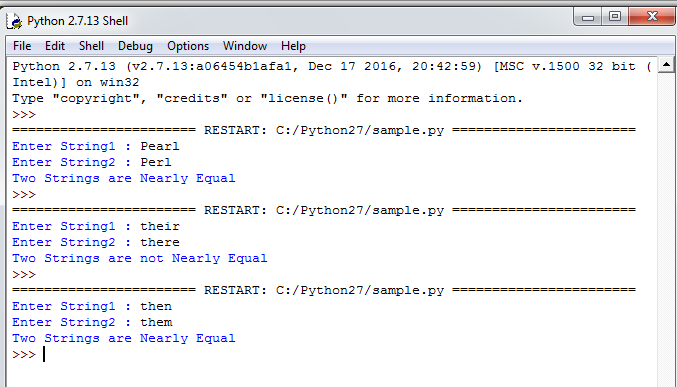 Python 2.7.13 Shell
File Edit Shell Debug Options Window Help
Python 2.7.13 (v2.7.13:a06454b1afa1, Dec 17 2016, 20:42:59) [MSC v.1500 32 bit (
Intel)] on win32
Type "copyright", "credits" or "license()" for more information.
>>>
======================= RESTART: C:/Python27/sample.py =======================
Enter String1 : Pearl
Enter String2 : Perl
Two Strings are Nearly Equal
>>>
======================= RESTART: C:/Python27/sample.py =======================
Enter String1 : their
Enter String2 : there
Two Strings are not Nearly Equal
>>>
======================= RESTART: C:/Python27/sample.py =======================
Enter String1 : then
Enter String2 : them
Two Strings are Nearly Equal
>>>